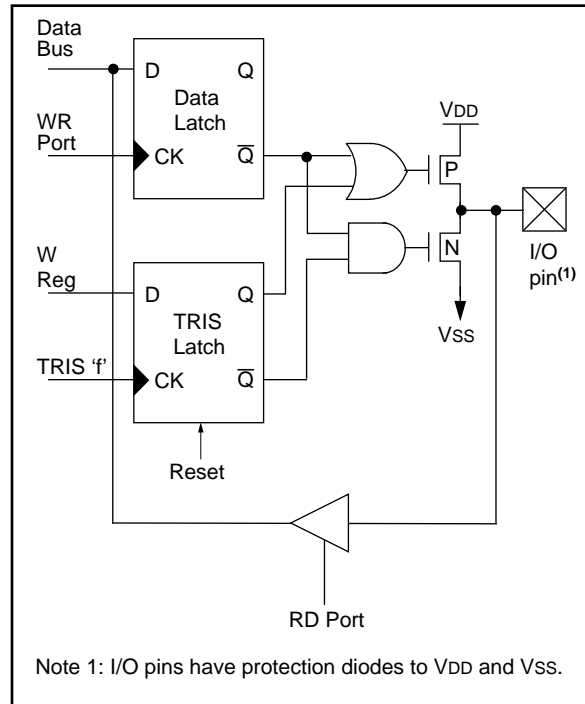 Data
Bus
D
Q
Data
Latch
WR
Port
CK
Q
VDD
P
W
Reg
D
Q
TRIS
Latch
N
I/O
pin(1)
VSS
TRIS ‘f’
CK
Q
Reset
RD Port
Note 1: I/O pins have protection diodes to VDD and VSS.